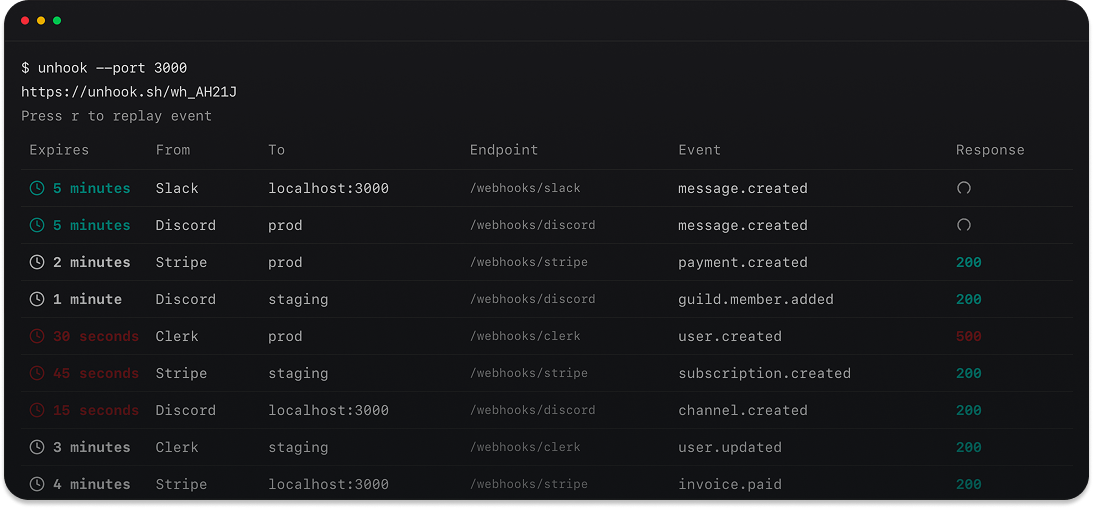 $ unhook --port 3000
https://unhook.sh/wh_AH21J
Press r to replay event
Expires From To Endpoint Event Response
5 minutes Slack localhost:3000 /webhooks/slack message.created
5 minutes Discord prod /webhooks/discord message.created
2 minutes Stripe prod /webhooks/stripe payment.created 200
1 minute Discord staging /webhooks/discord guild.member.added 200
30 seconds Clerk prod /webhooks/clerk user.created 500
45 seconds Stripe staging /webhooks/stripe subscription.created 200
15 seconds Discord localhost:3000 /webhooks/discord channel.created 200
3 minutes Clerk staging /webhooks/clerk user.updated 200
4 minutes Stripe localhost:3000 /webhooks/stripe invoice.paid 200